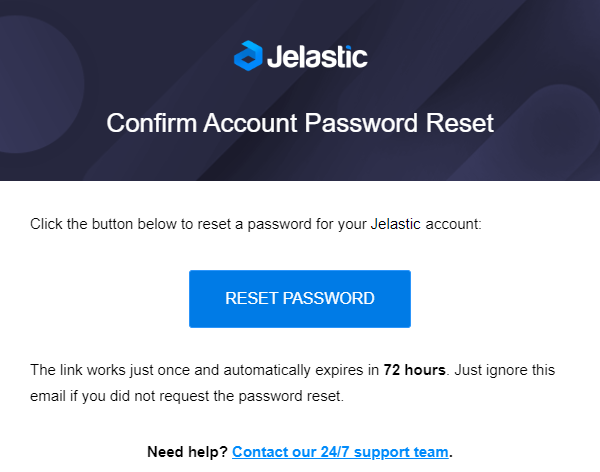 Jelastic
Confirm Account Password Reset
Click the button below to reset a password for your Jelastic account:
RESET PASSWORD
The link works just once and automatically expires in 72 hours. Just ignore this
email if you did not request the password reset.
Need help? Contact our 24/7 support team.